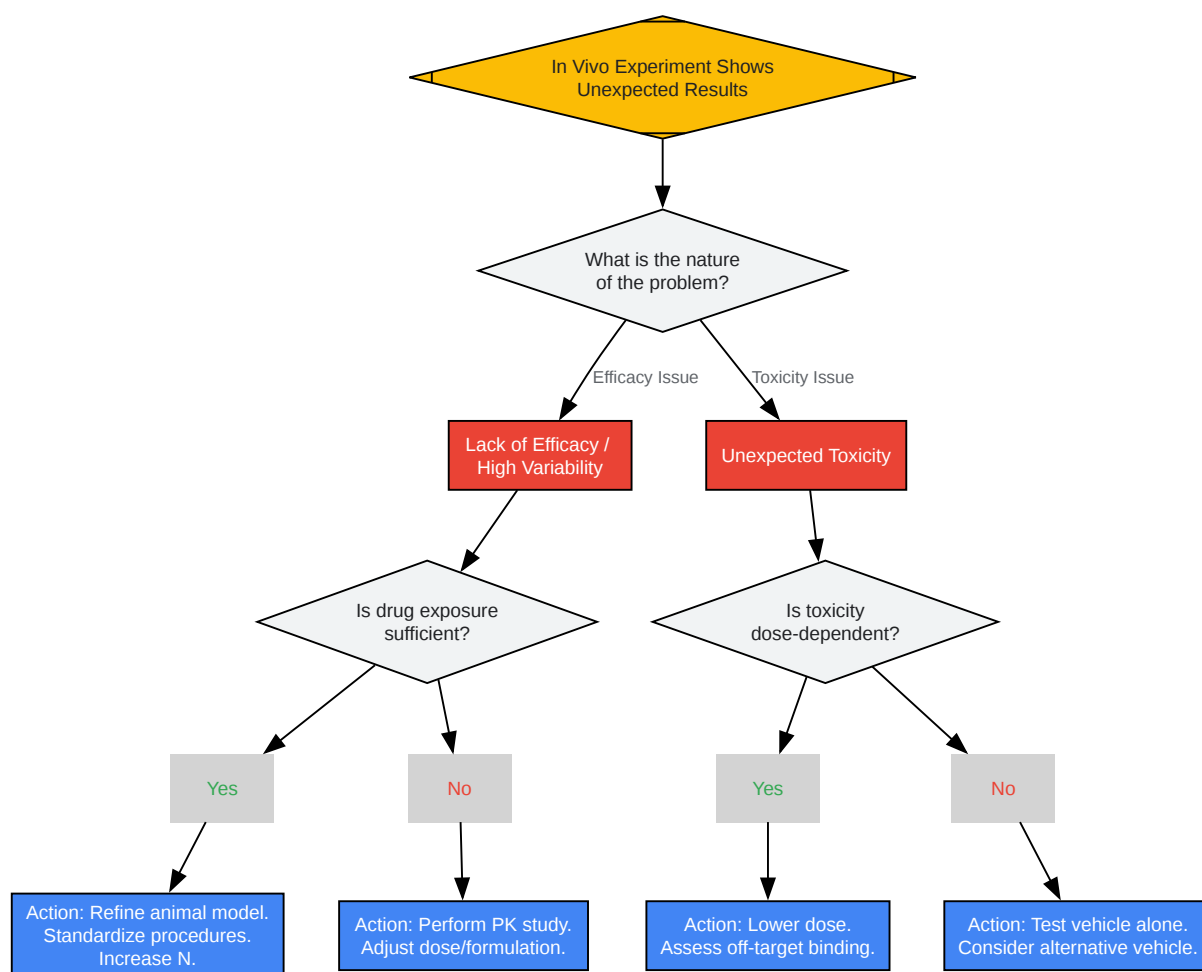 In Vivo Experiment Shows
Unexpected Results
What is the nature
of the problem?
Efficacy Issue
Toxicity Issue
Lack of Efficacy /
High Variability
Unexpected Toxicity
Is drug exposure
sufficient?
Is toxicity
dose-dependent?
Yes
No
Yes
No
Action: Refine animal model.
Standardize procedures.
Increase N.
Action: Perform PK study.
Adjust dose/formulation.
Action: Lower dose.
Assess off-target binding.
Action: Test vehicle alone.
Consider alternative vehicle.